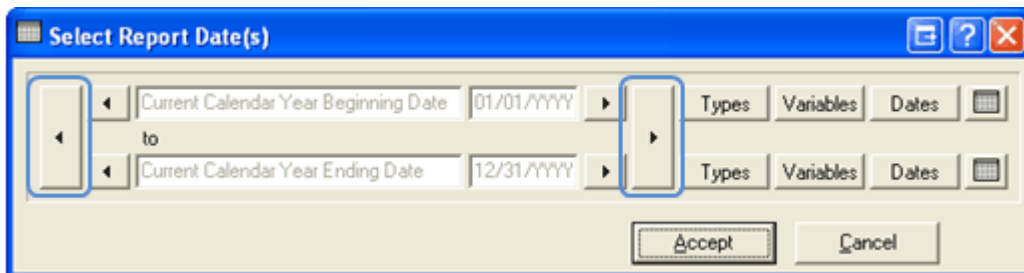 Select Report Date(s)
Current Calendar Year Beginning Date 01/01/YYYY Types Variables Dates
to
Current Calendar Year Ending Date 12/31/YYYY Types Variables Dates
Accept Cancel